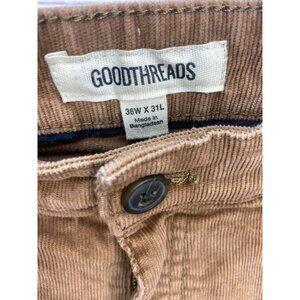 GOODTHREADS
36W X 31L
Made in
Bangladesh